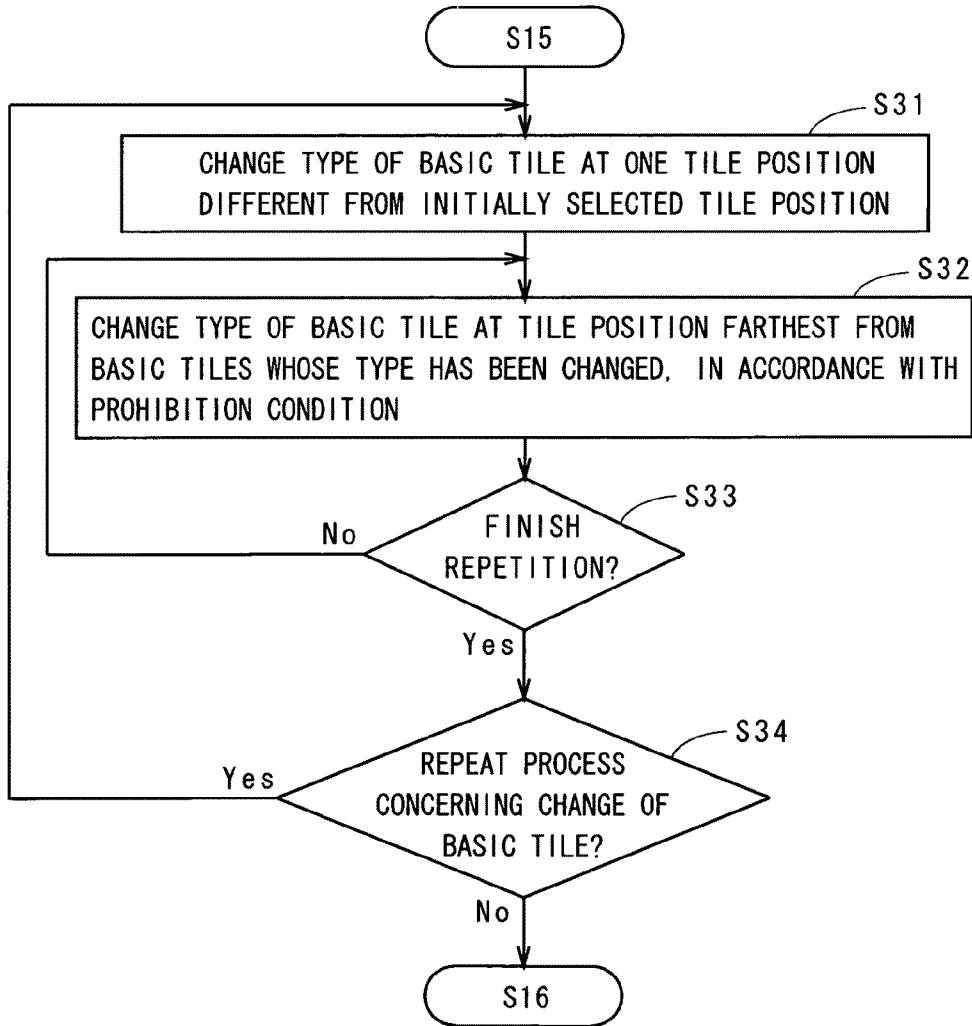 S15
S31
CHANGE TYPE OF BASIC TILE AT ONE TILE POSITION
DIFFERENT FROM INITIALLY SELECTED TILE POSITION
S32
CHANGE TYPE OF BASIC TILE AT TILE POSITION FARTHEST FROM
BASIC TILES WHOSE TYPE HAS BEEN CHANGED, IN ACCORDANCE WITH
PROHIBITION CONDITION
S33
FINISH
REPETITION?
No
Yes
S34
REPEAT PROCESS
CONCERNING CHANGE OF
BASIC TILE?
Yes
No
S16